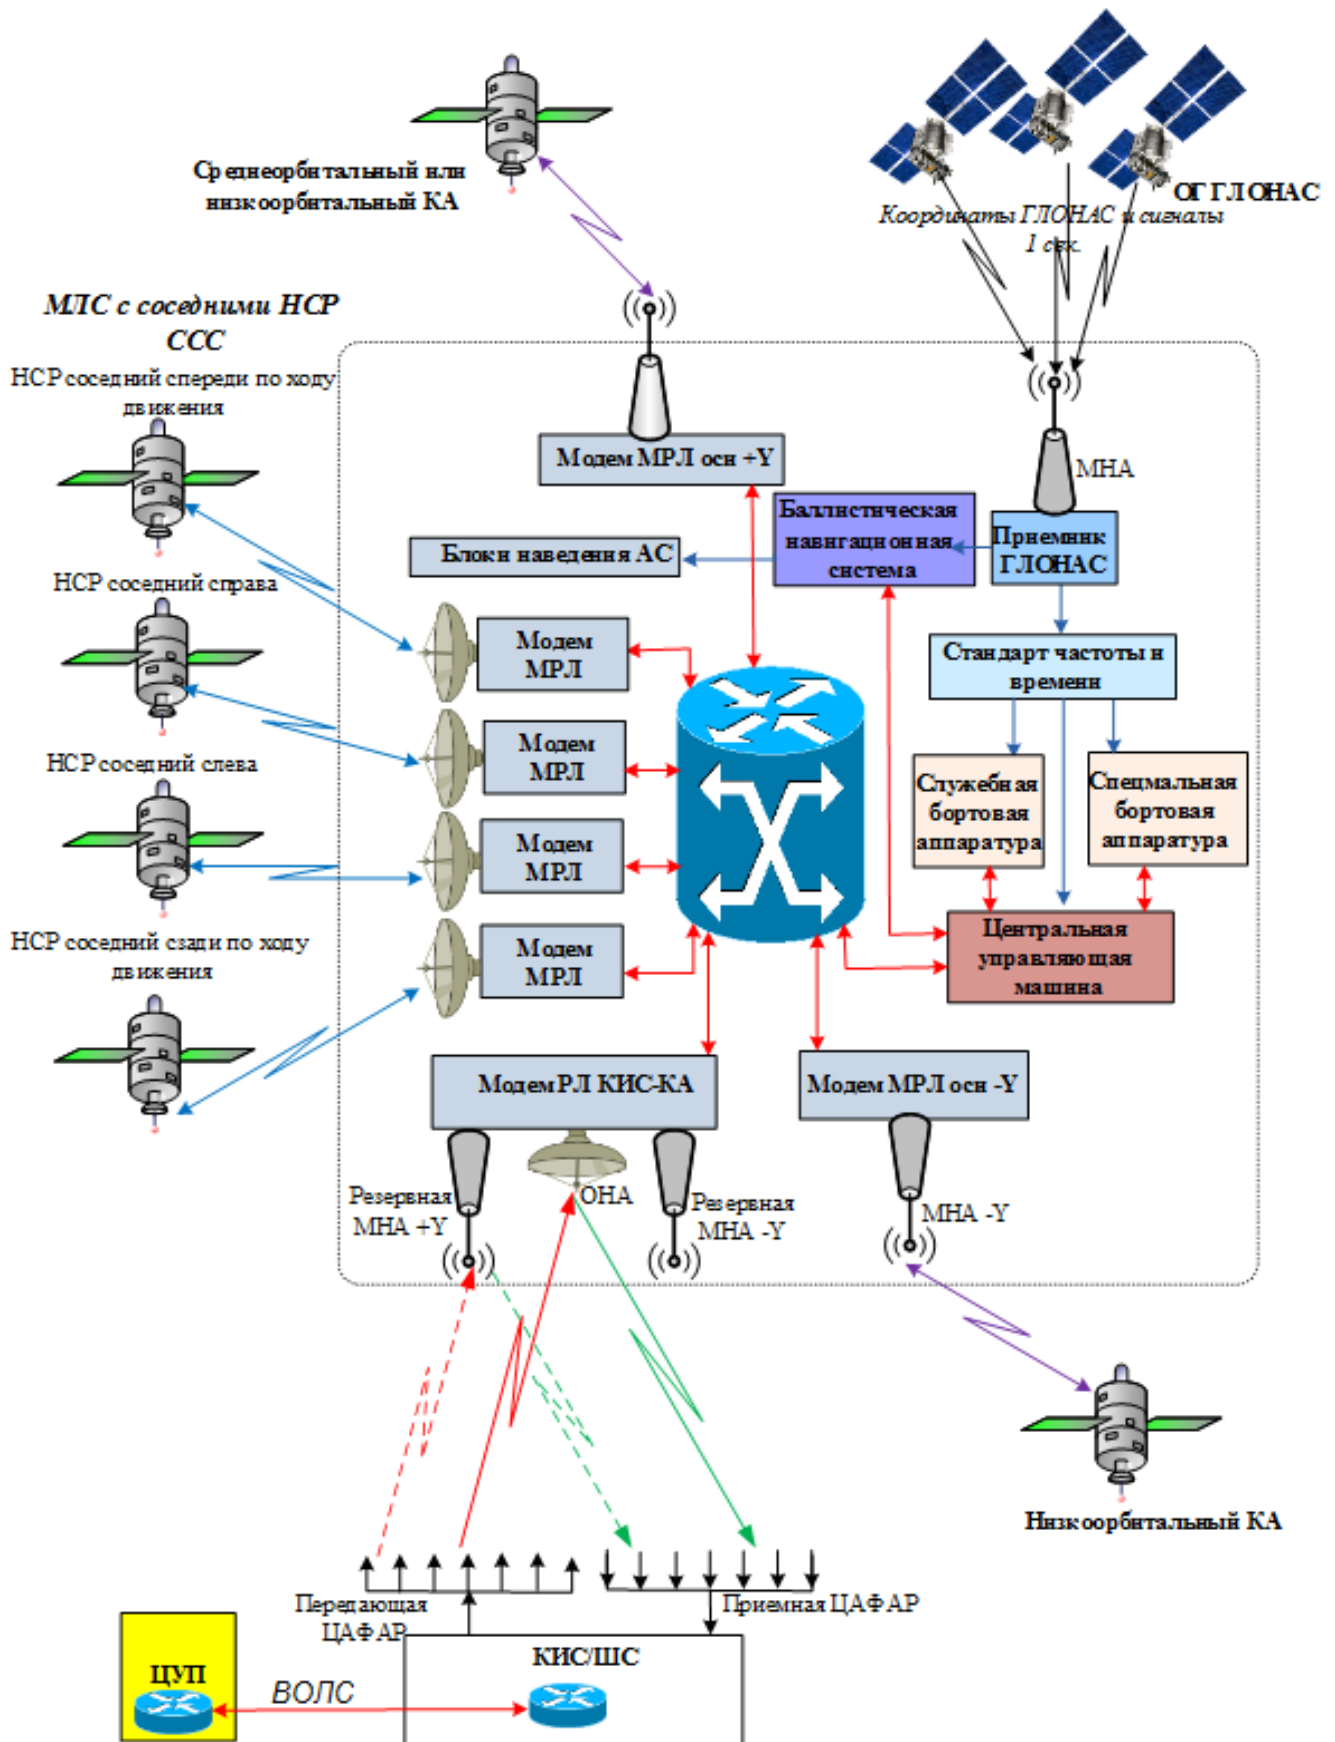 Среднеорбитальный или
низкоорбитальный КА
ОГ ГЛОНАС
Координаты ГЛОНАС и сигналы
1 сек.
МЛС с соседними НСР
ССС
НСР соседний спереди по ходу
движения
НСР соседний справа
НСР соседний слева
НСР соседний сзади по ходу
движения
Модем МРЛ оси +Y
МНА
Блоки наведения АС
Баллистическая
навигационная
система
Приемник
ГЛОНАС
Стандарт частоты и
времени
Модем
МРЛ
Модем
МРЛ
Модем
МРЛ
Модем
МРЛ
Служебная
бортовая
аппаратура
Спецмальная
бортовая
аппаратура
Центральная
управляющая
машина
Модем РЛ КИС-КА
Модем МРЛ оси -Y
Резервная
МНА +Y
ОНА
Резервная
МНА -Y
МНА -Y
Низкоорбитальный КА
Передающая
ЦАФАР
Приемная ЦАФАР
ЦУП
ВОЛС
КИС/ШС